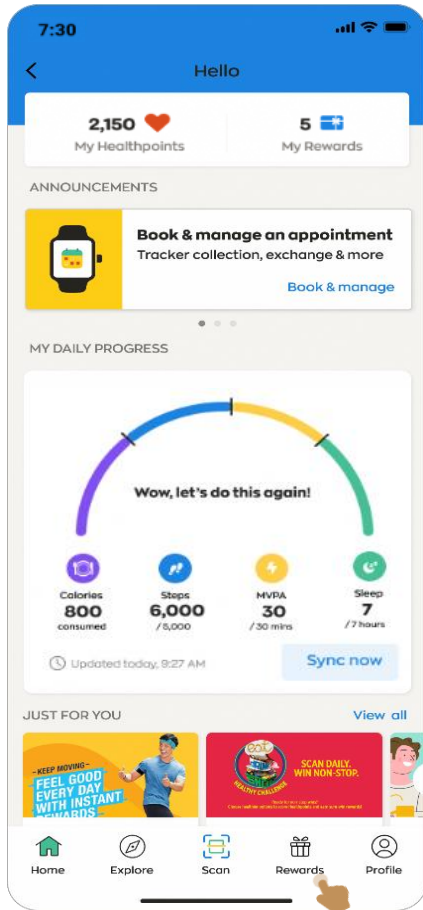 7:30
Hello
2,150
My Healthpoints
5
My Rewards
ANNOUNCEMENTS
Book & manage an appointment
Tracker collection, exchange & more
Book & manage
MY DAILY PROGRESS
Wow, let's do this again!
Calories
800
consumed
Steps
6,000
/5,000
MVPA
30
/30 mins
Sleep
7
/7 hours
Updated today, 9:27 AM
Sync now
JUST FOR YOU
View all
KEEP MOVING
FEEL GOOD
EVERY DAY
WITH INSTANT
REWARDS
HEALTHY CHALLENGE
SCAN DAILY.
WIN NON-STOP.
Home
Explore
Scan
Rewards
Profile